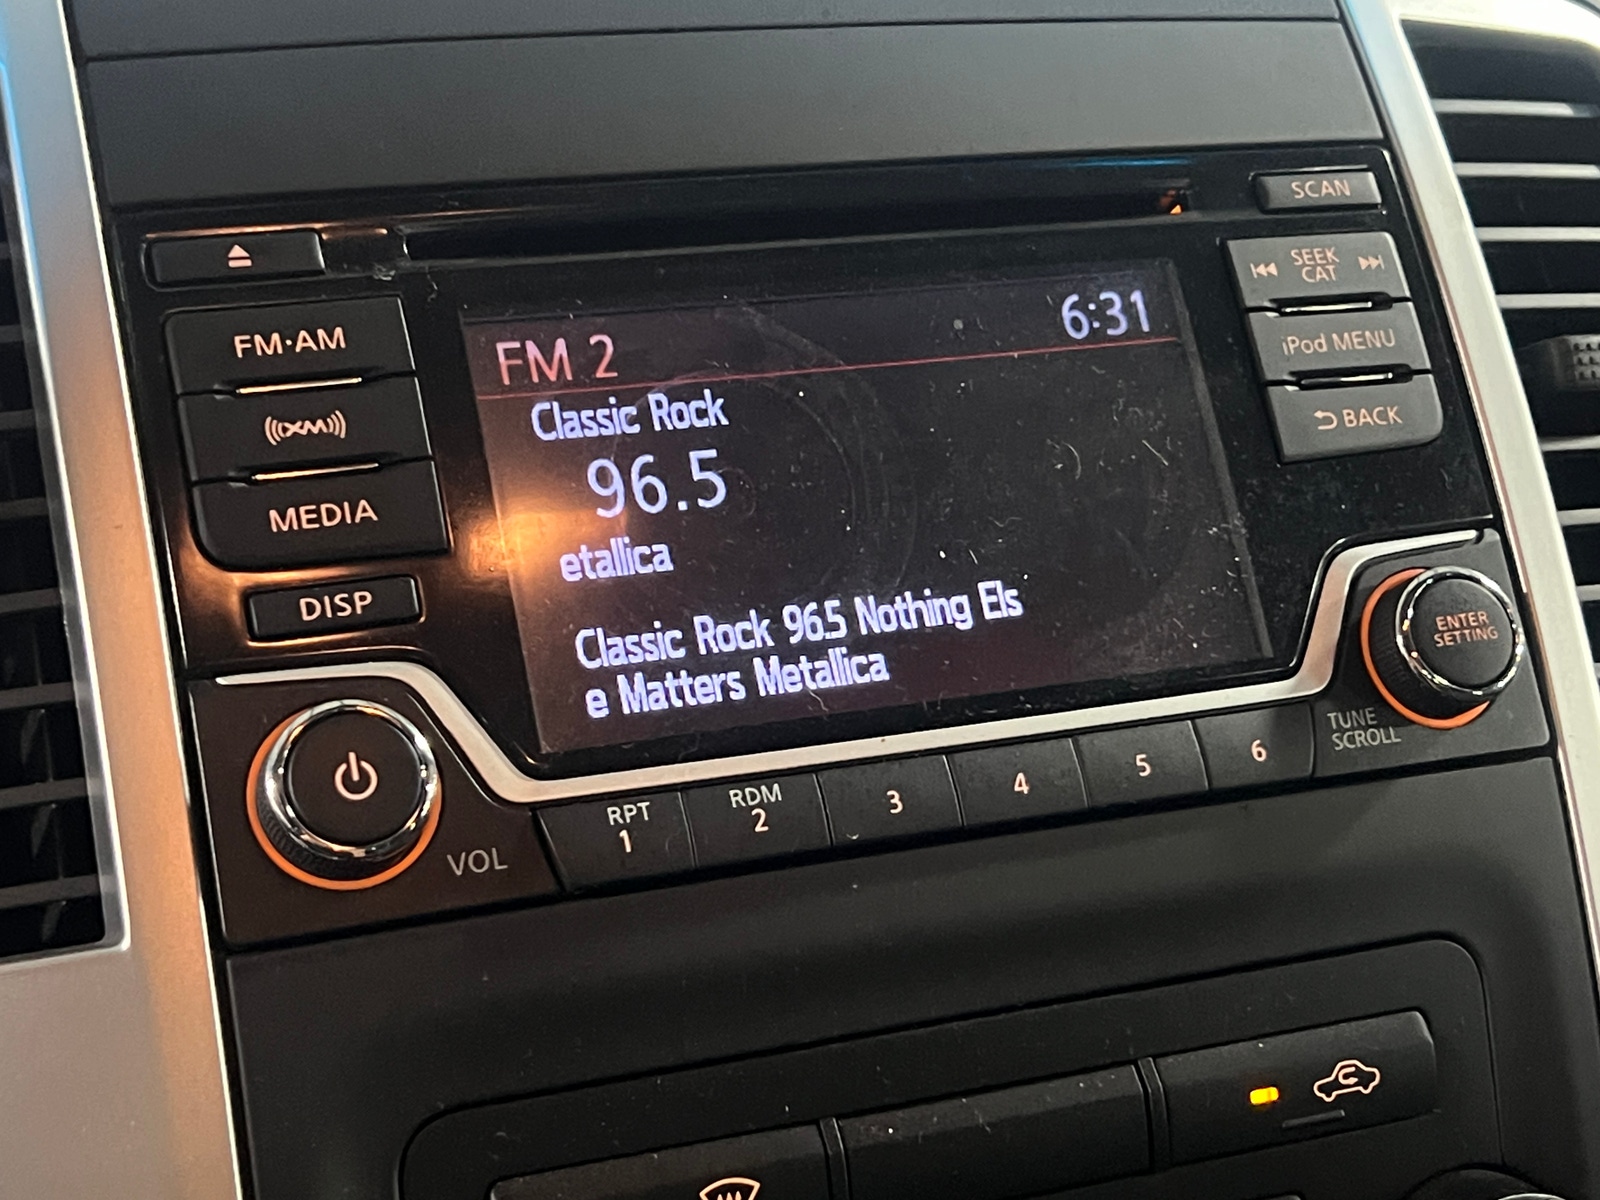 SCAN
SEEK
CAT
FM·AM
6:31
FM 2
iPod MENU
Classic Rock
XM
BACK
96.5
MEDIA
etallica
DISP
Classic Rock 96.5 Nothing Els
e Matters Metallica
ENTER
SETTING
TUNE
SCROLL
VOL
RPT
1
RDM
2
3
4
5
6